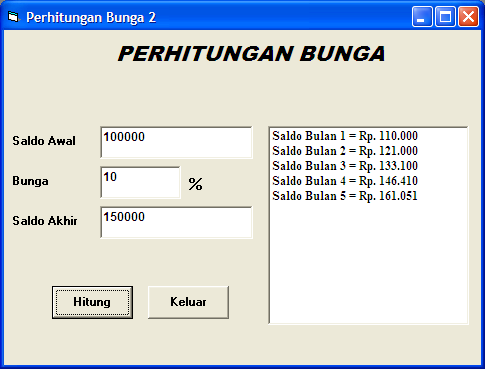 Perhitungan Bunga 2
PERHITUNGAN BUNGA
Saldo Awal
100000
Bunga
10
%
Saldo Akhir
150000
Saldo Bulan 1 = Rp. 110.000
Saldo Bulan 2 = Rp. 121.000
Saldo Bulan 3 = Rp. 133.100
Saldo Bulan 4 = Rp. 146.410
Saldo Bulan 5 = Rp. 161.051
Hitung
Keluar